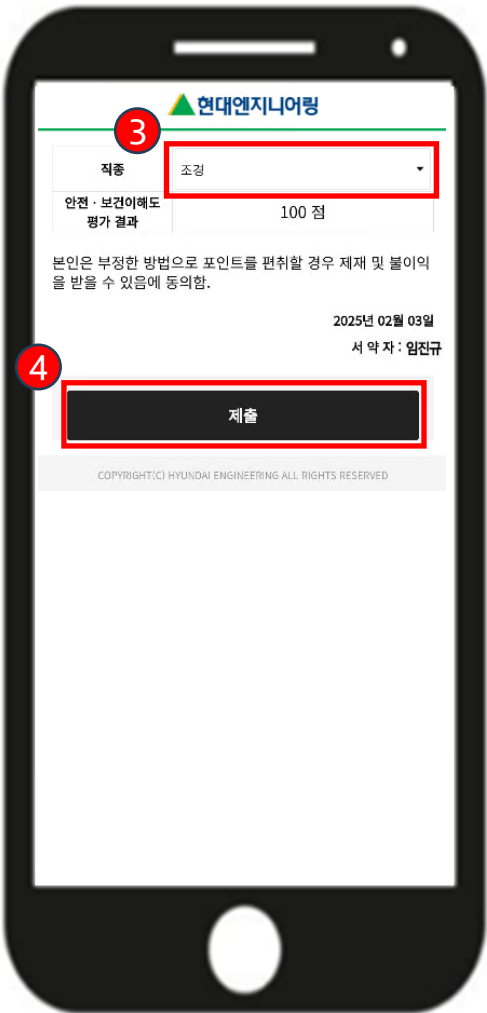 현대엔지니어링
3
직종 조경
안전 · 보건이해도
평가 결과
100 점
본인은 부정한 방법으로 포인트를 편취할 경우 제재 및 불이익
을 받을 수 있음에 동의함.
2025년 02월 03일
서 약 자 : 임진규
4
제출
COPYRIGHT(C) HYUNDAI ENGINEERING ALL RIGHTS RESERVED